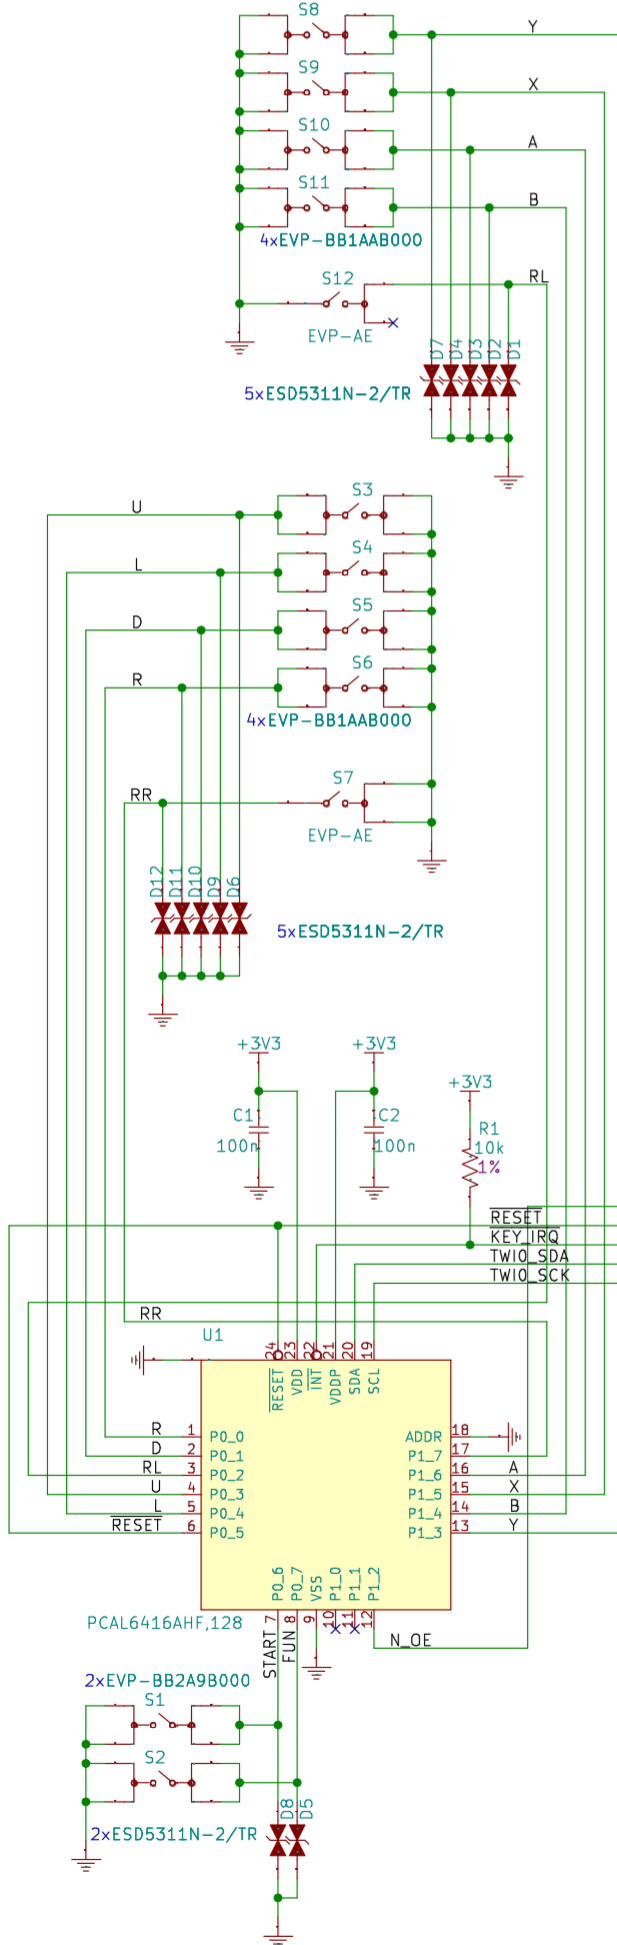 S8
Y
S9
X
S10
A
S11
B
4xEVP-BB1AAB000
S12
RL
EVP-AE
D7
D4
D3
D2
D1
5xESD5311N-2/TR
S3
U
S4
L
S5
D
S6
R
4xEVP-BB1AAB000
S7
RR
EVP-AE
D12
D11
D10
D9
D6
5xESD5311N-2/TR
+3V3
+3V3
+3V3
C1
100n
C2
100n
R1
10k
1%
RESET
KEY_IRQ
TWI0_SDA
TWI0_SCK
RR
U1
24
23
22
21
20
19
RESET
VDD
INT
VDDP
SDA
SCL
R 1 P0_0
ADDR 18
D 2 P0_1
P1_7 17
RL 3 P0_2
P1_6 16 A
U 4 P0_3
P1_5 15 X
L 5 P0_4
P1_4 14 B
RESET 6 P0_5
P1_3 13 Y
P0_6
P0_7
VSS
P1_0
P1_1
P1_2
7
8
9
10
11
12
PCAL6416AHF,128
START
FUN
N_OE
2xEVP-BB2A9B000
S1
S2
D8
D5
2xESD5311N-2/TR